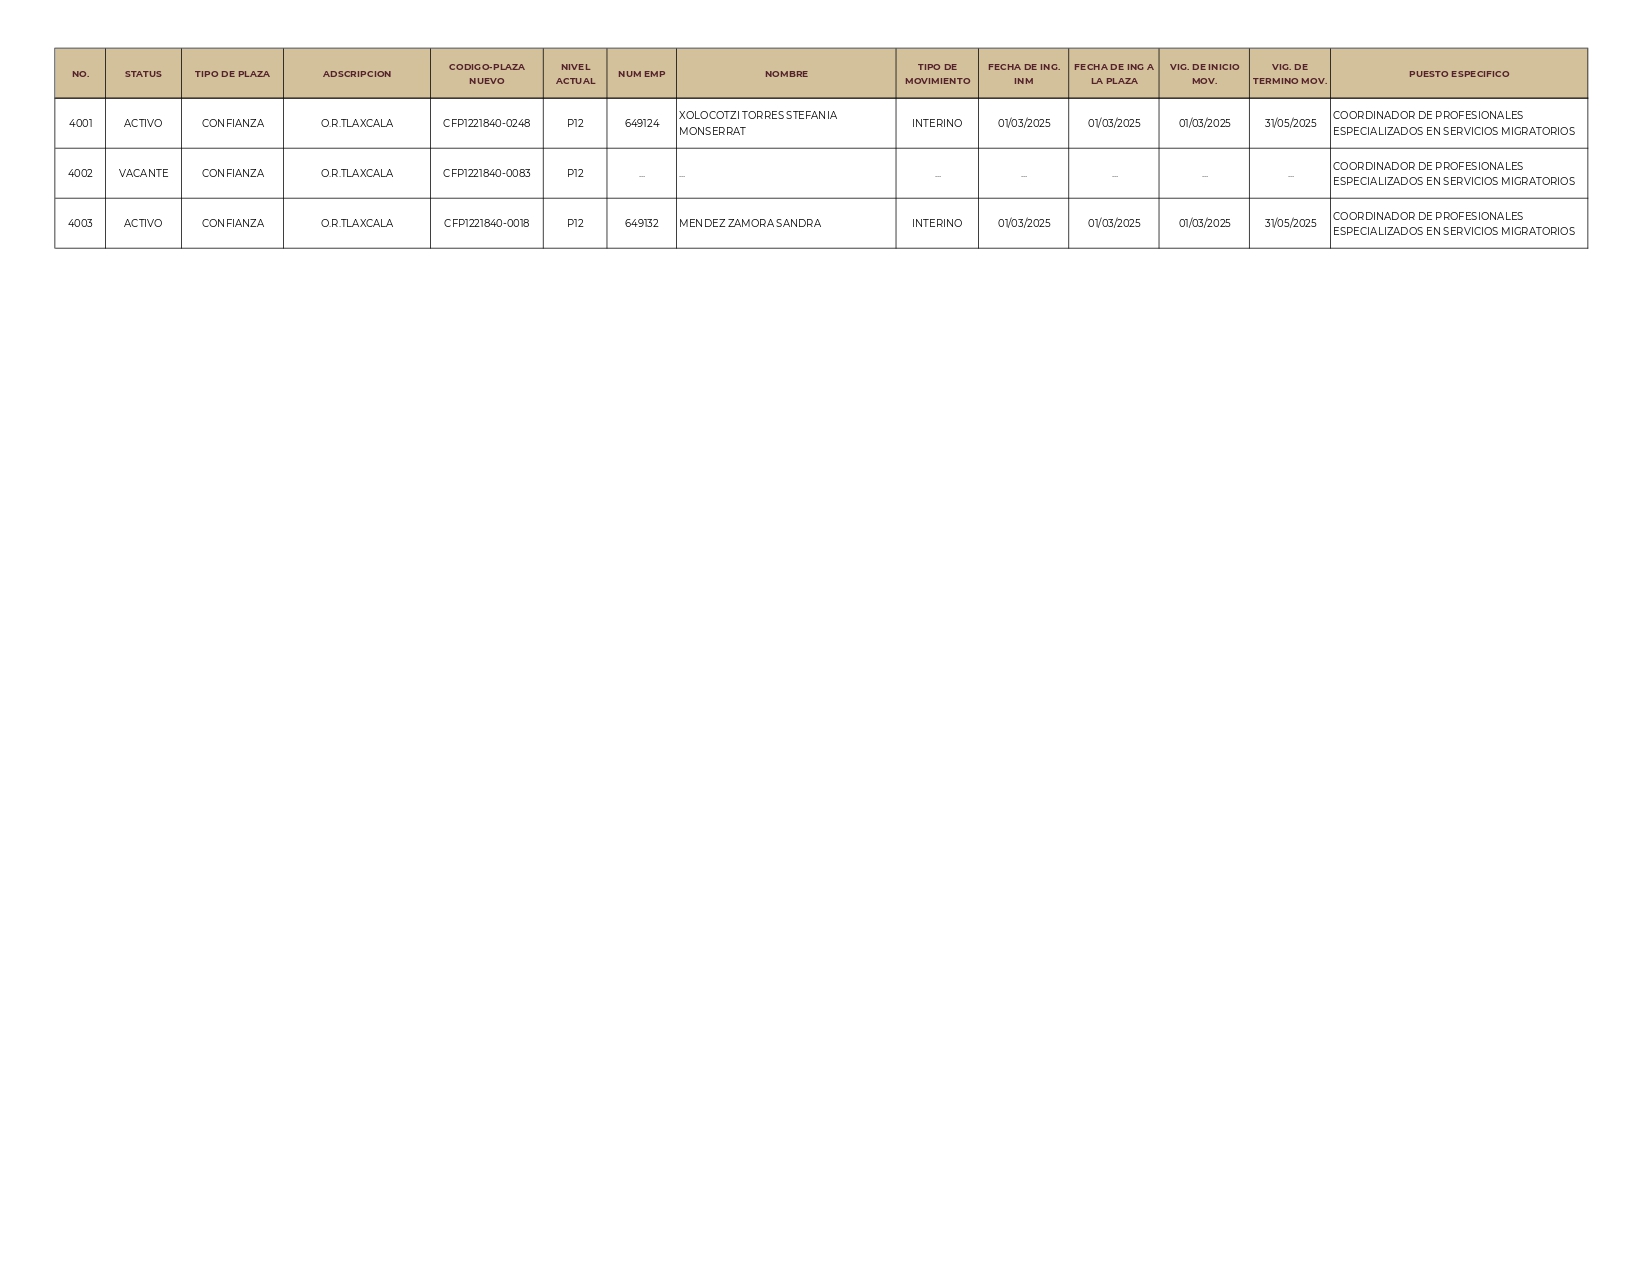 NO. STATUS TIPO DE PLAZA ADSCRIPCION CODIGO-PLAZA NUEVO NIVEL ACTUAL NUM EMP NOMBRE TIPO DE MOVIMIENTO FECHA DE ING. INM FECHA DE ING A LA PLAZA VIG. DE INICIO MOV. VIG. DE TERMINO MOV. PUESTO ESPECIFICO
4001 ACTIVO CONFIANZA O.R.TLAXCALA CFP1221840-0248 P12 649124 XOLOCOTZI TORRES STEFANIA MONSERRAT INTERINO 01/03/2025 01/03/2025 01/03/2025 31/05/2025 COORDINADOR DE PROFESIONALES ESPECIALIZADOS EN SERVICIOS MIGRATORIOS
4002 VACANTE CONFIANZA O.R.TLAXCALA CFP1221840-0083 P12 ... ... ... ... ... ... ... COORDINADOR DE PROFESIONALES ESPECIALIZADOS EN SERVICIOS MIGRATORIOS
4003 ACTIVO CONFIANZA O.R.TLAXCALA CFP1221840-0018 P12 649132 MENDEZ ZAMORA SANDRA INTERINO 01/03/2025 01/03/2025 01/03/2025 31/05/2025 COORDINADOR DE PROFESIONALES ESPECIALIZADOS EN SERVICIOS MIGRATORIOS